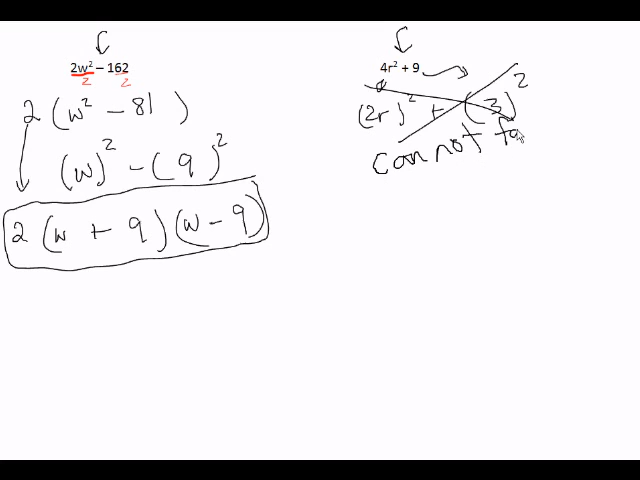 2w² – 162
2 2
2 (w² – 81 )
(w)² – (9)²
2 (w + 9)(w – 9)
4r² + 9
(2r)² + (3)²
can not fa